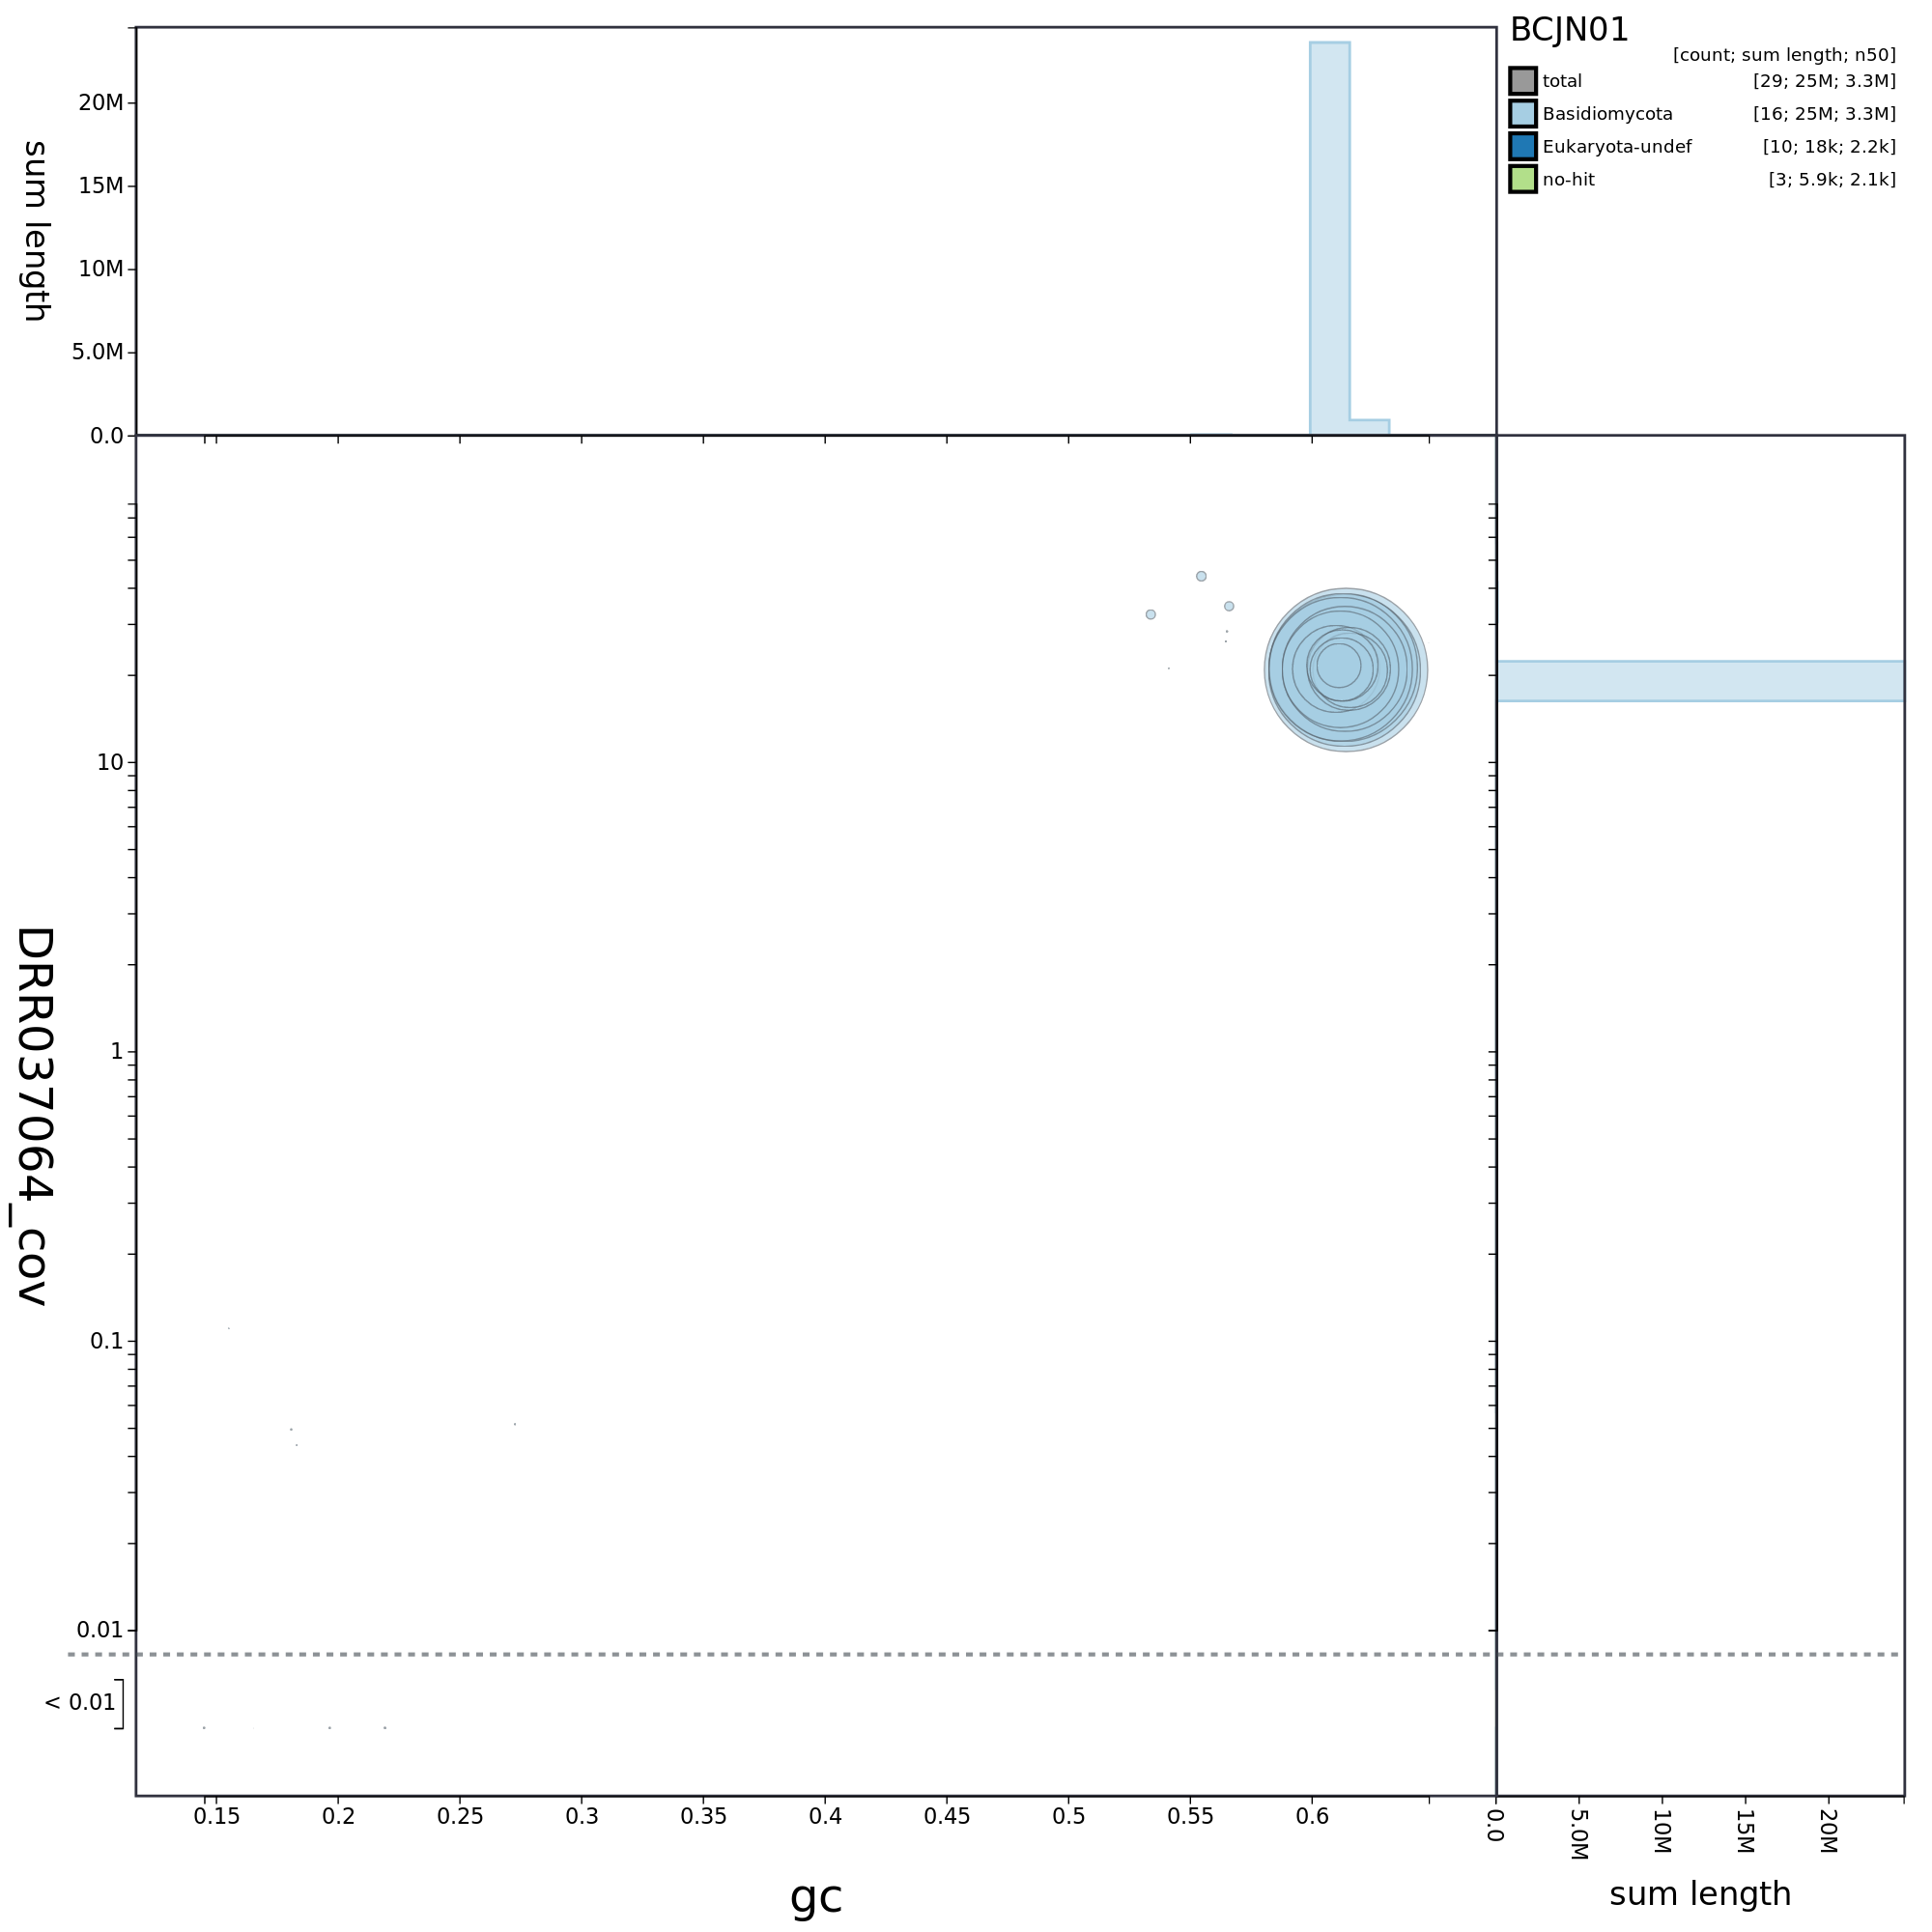 BCJN01
[count; sum length; n50]
total [29; 25M; 3.3M]
Basidiomycota [16; 25M; 3.3M]
Eukaryota-undef [10; 18k; 2.2k]
no-hit [3; 5.9k; 2.1k]
sum length
20M
15M
10M
5.0M
0.0
DRR037064_cov
10
1
0.1
0.01
< 0.01
0.15 0.2 0.25 0.3 0.35 0.4 0.45 0.5 0.55 0.6
gc
0.0 5.0M 10M 15M 20M
sum length